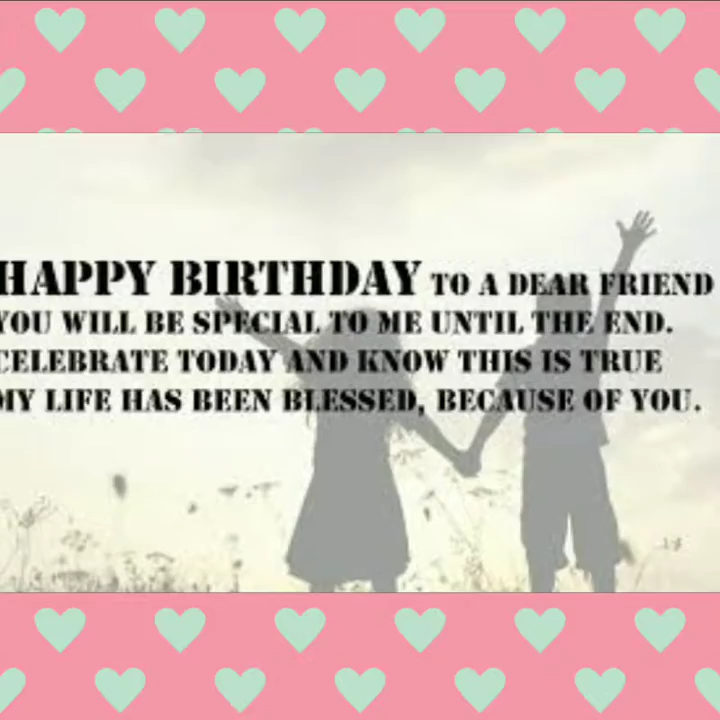 HAPPY BIRTHDAY TO A DEAR FRIEND
YOU WILL BE SPECIAL TO ME UNTIL THE END.
CELEBRATE TODAY AND KNOW THIS IS TRUE
MY LIFE HAS BEEN BLESSED, BECAUSE OF YOU.